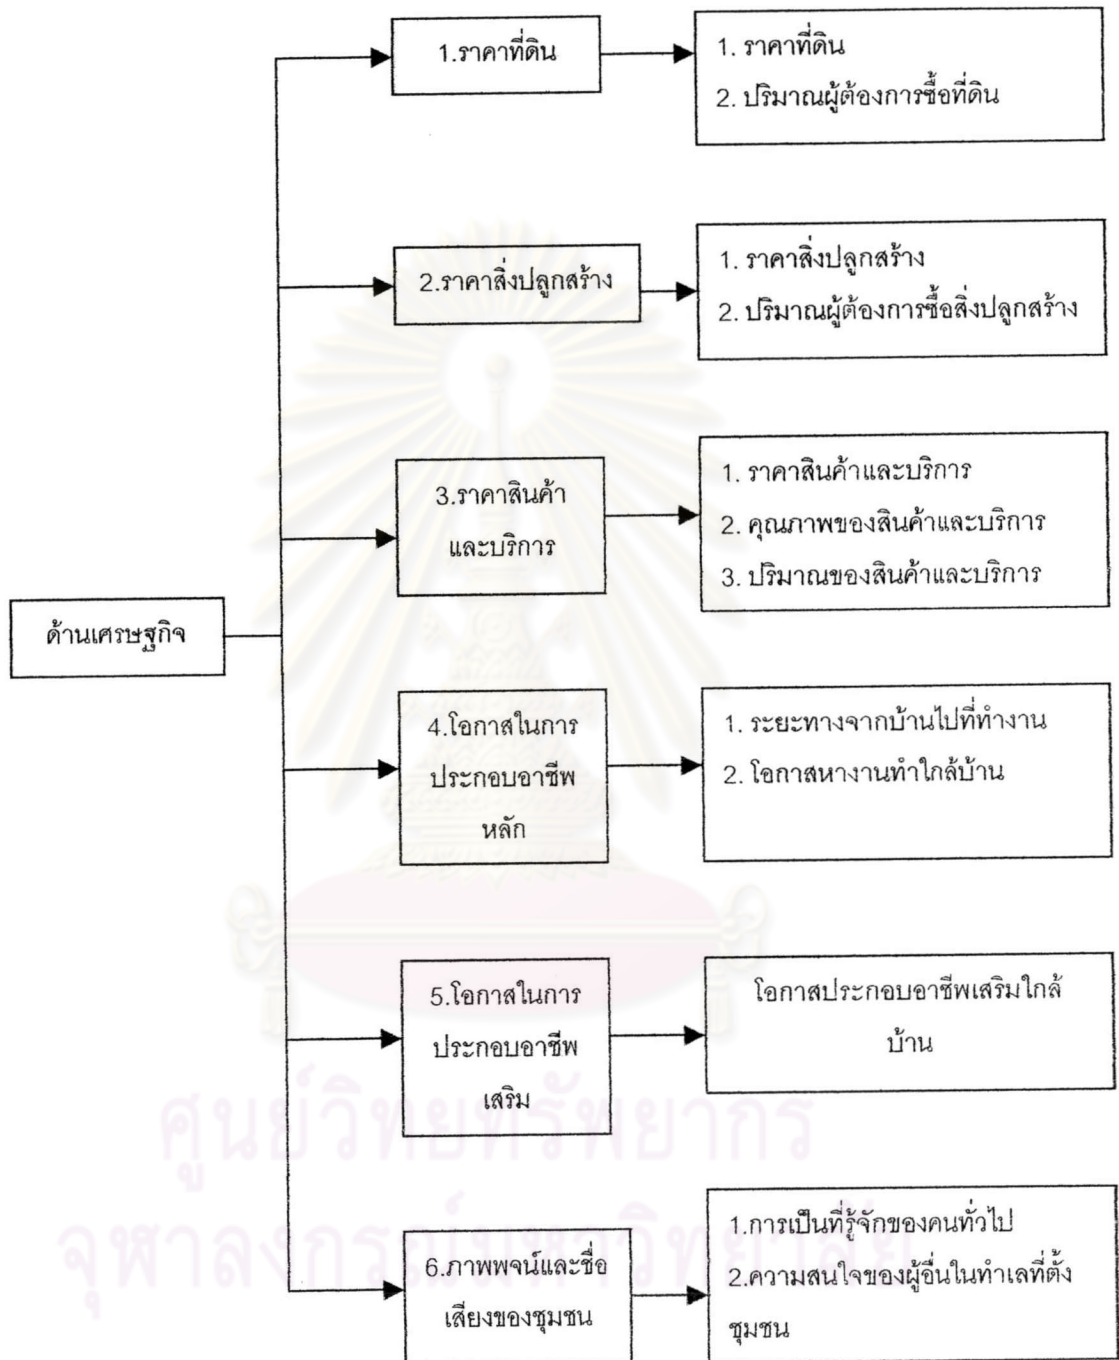 1.ราคาที่ดิน
1. ราคาที่ดิน
2. ปริมาณผู้ต้องการซื้อที่ดิน
2.ราคาสิ่งปลูกสร้าง
1. ราคาสิ่งปลูกสร้าง
2. ปริมาณผู้ต้องการซื้อสิ่งปลูกสร้าง
3.ราคาสินค้า
และบริการ
1. ราคาสินค้าและบริการ
2. คุณภาพของสินค้าและบริการ
3. ปริมาณของสินค้าและบริการ
ด้านเศรษฐกิจ
4.โอกาสในการ
ประกอบอาชีพ
หลัก
1. ระยะทางจากบ้านไปที่ทำงาน
2. โอกาสหางานทำใกล้บ้าน
5.โอกาสในการ
ประกอบอาชีพ
เสริม
โอกาสประกอบอาชีพเสริมใกล้
บ้าน
6.ภาพพจน์และชื่อ
เสียงของชุมชน
1.การเป็นที่รู้จักของคนทั่วไป
2.ความสนใจของผู้อื่นในทำเลที่ตั้ง
ชุมชน
ศูนย์วิทยทรัพยากร
จุฬาลงกรณ์มหาวิทยาลัย